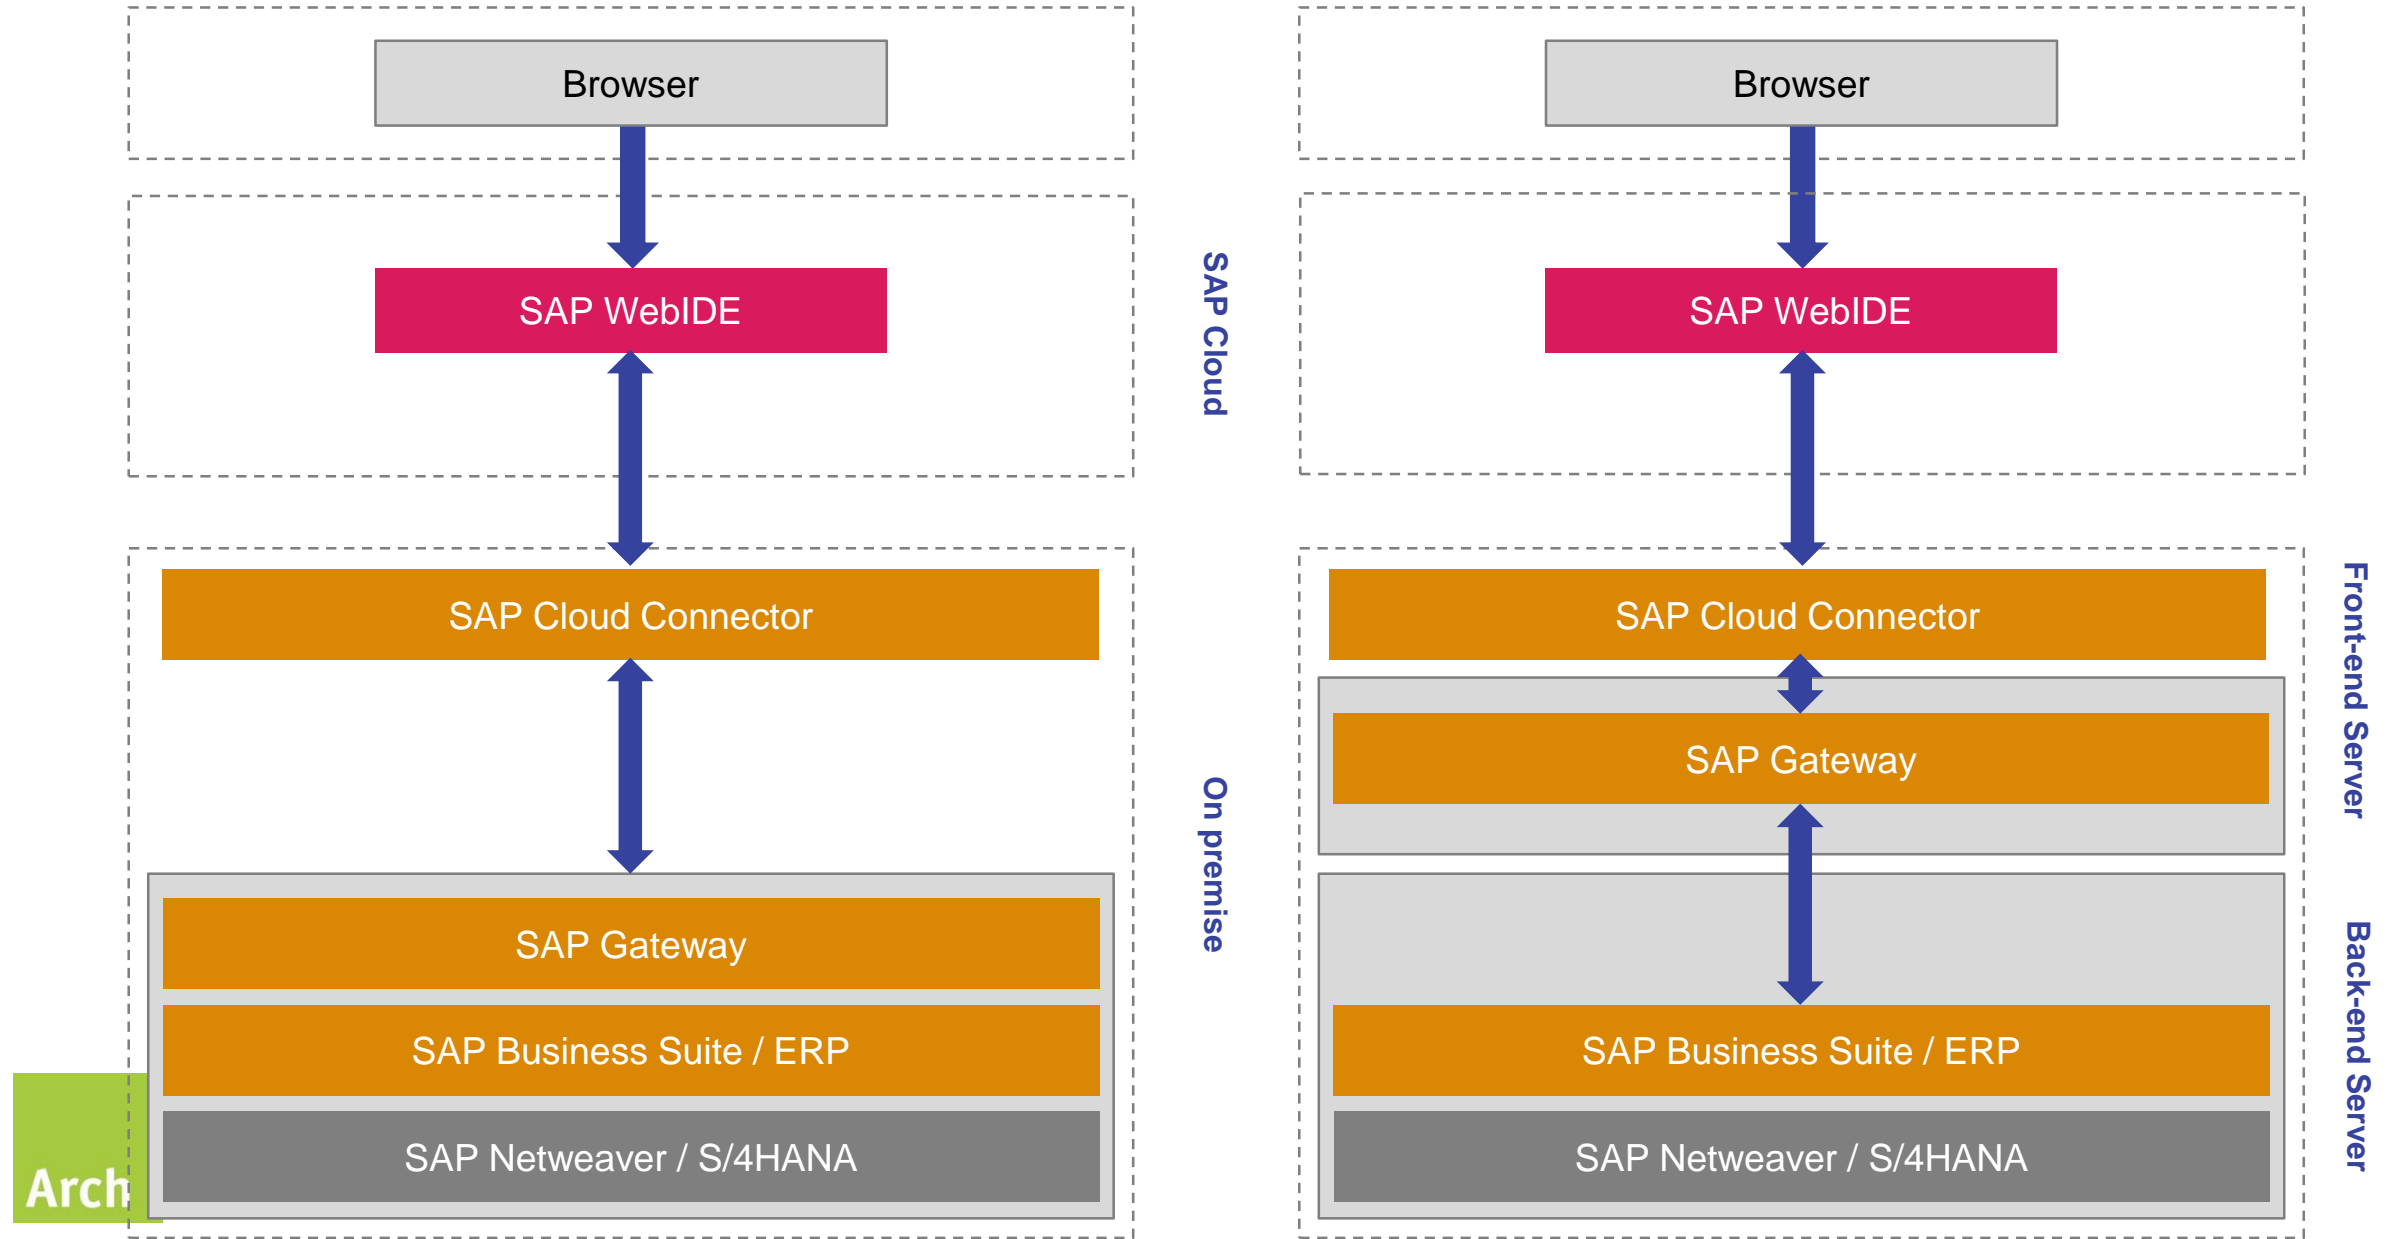 Browser
SAP WebIDE
SAP Cloud Connector
SAP Gateway
SAP Business Suite / ERP
SAP Netweaver / S/4HANA
Arch
SAP Cloud
On premise
Browser
SAP WebIDE
SAP Cloud Connector
SAP Gateway
SAP Business Suite / ERP
SAP Netweaver / S/4HANA
Front-end Server
Back-end Server